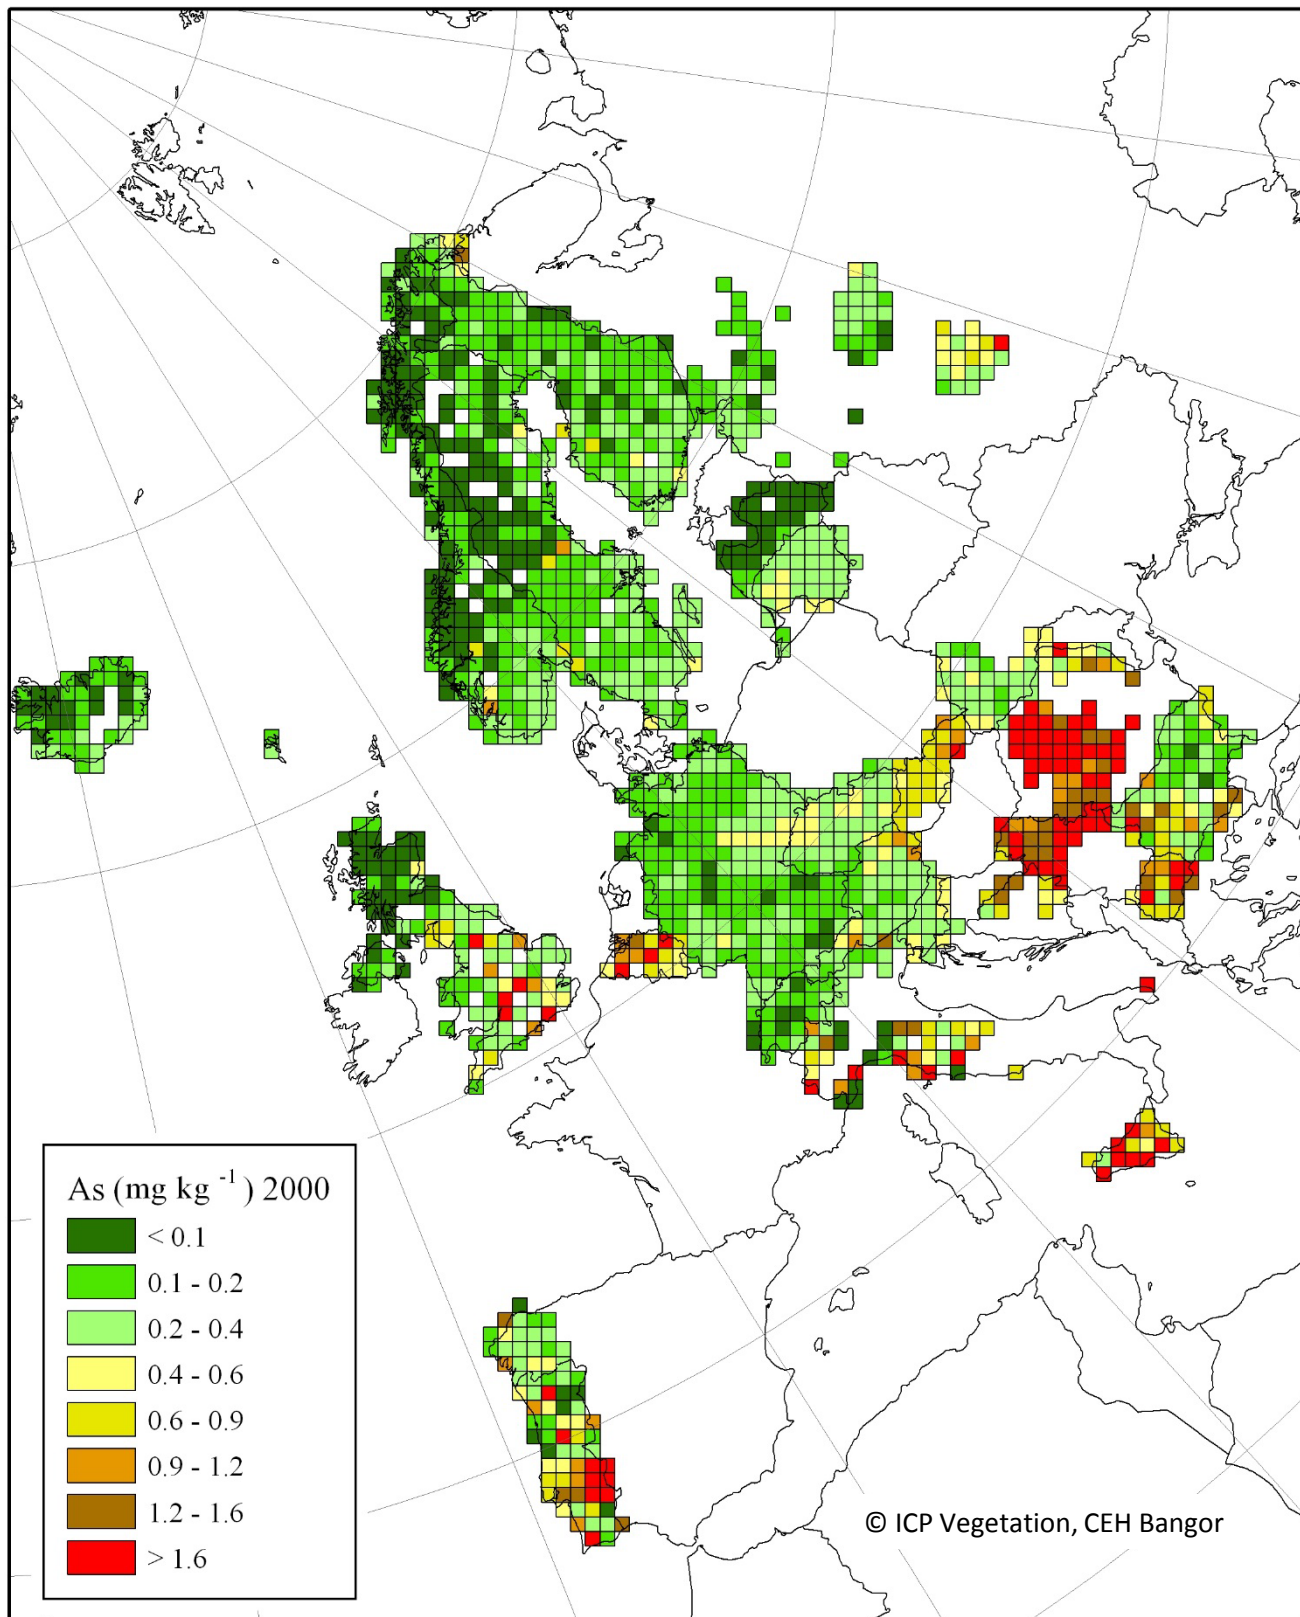 As (mg kg ⁻¹) 2000
< 0.1
0.1 - 0.2
0.2 - 0.4
0.4 - 0.6
0.6 - 0.9
0.9 - 1.2
1.2 - 1.6
> 1.6
© ICP Vegetation, CEH Bangor